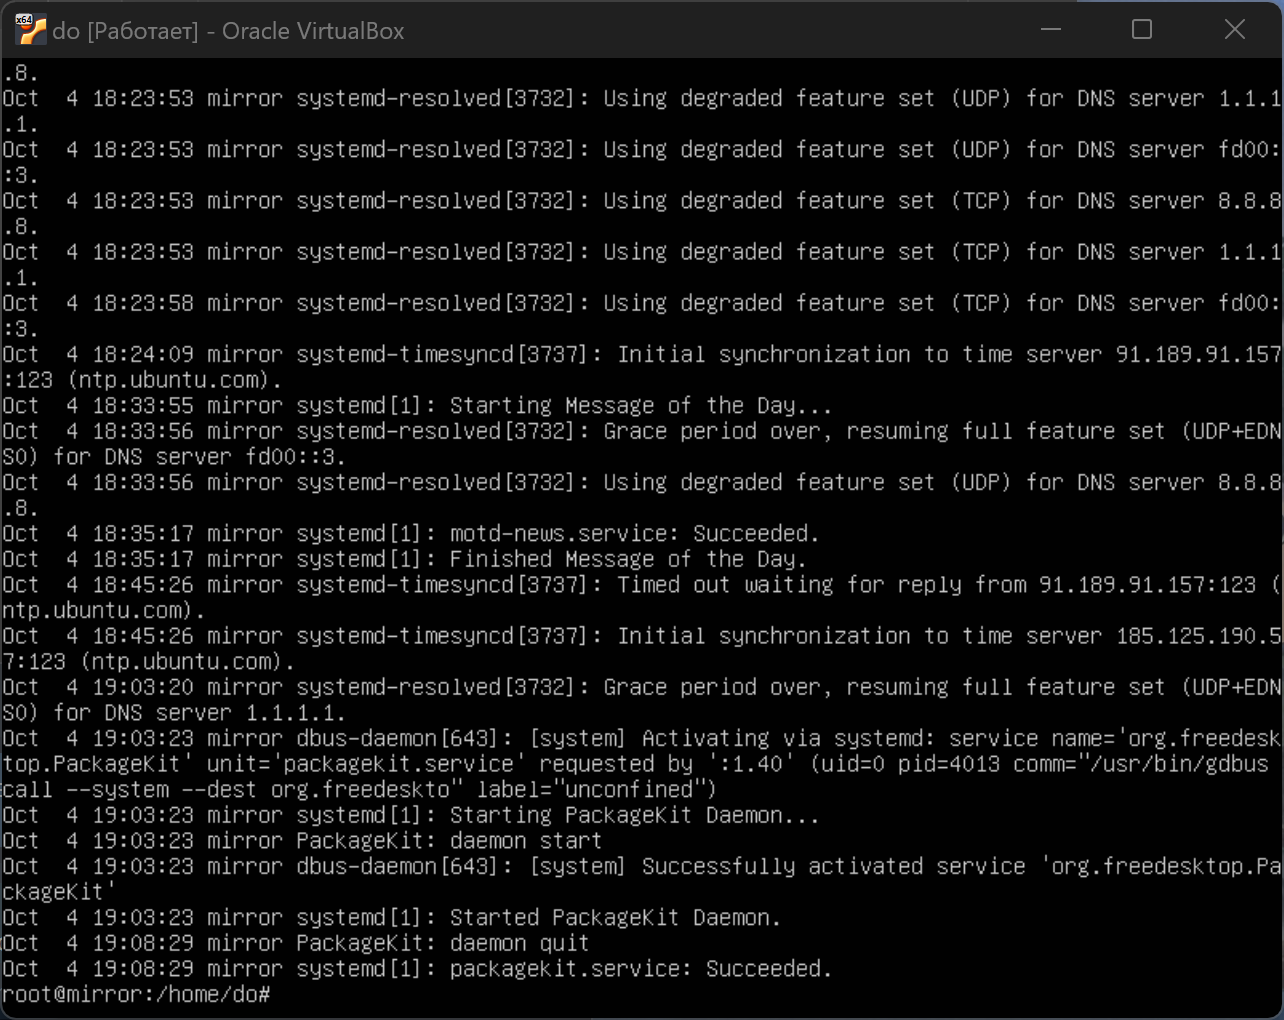 x64
do [Работает] - Oracle VirtualBox
.8.
Oct  4 18:23:53 mirror systemd-resolved[3732]: Using degraded feature set (UDP) for DNS server 1.1.1
.1.
Oct  4 18:23:53 mirror systemd-resolved[3732]: Using degraded feature set (UDP) for DNS server fd00:
:3.
Oct  4 18:23:53 mirror systemd-resolved[3732]: Using degraded feature set (TCP) for DNS server 8.8.8
.8.
Oct  4 18:23:53 mirror systemd-resolved[3732]: Using degraded feature set (TCP) for DNS server 1.1.1
.1.
Oct  4 18:23:58 mirror systemd-resolved[3732]: Using degraded feature set (TCP) for DNS server fd00:
:3.
Oct  4 18:24:09 mirror systemd-timesyncd[3737]: Initial synchronization to time server 91.189.91.157
:123 (ntp.ubuntu.com).
Oct  4 18:33:55 mirror systemd[1]: Starting Message of the Day...
Oct  4 18:33:56 mirror systemd-resolved[3732]: Grace period over, resuming full feature set (UDP+EDN
S0) for DNS server fd00::3.
Oct  4 18:33:56 mirror systemd-resolved[3732]: Using degraded feature set (UDP) for DNS server 8.8.8
.8.
Oct  4 18:35:17 mirror systemd[1]: motd-news.service: Succeeded.
Oct  4 18:35:17 mirror systemd[1]: Finished Message of the Day.
Oct  4 18:45:26 mirror systemd-timesyncd[3737]: Timed out waiting for reply from 91.189.91.157:123 (
ntp.ubuntu.com).
Oct  4 18:45:26 mirror systemd-timesyncd[3737]: Initial synchronization to time server 185.125.190.5
7:123 (ntp.ubuntu.com).
Oct  4 19:03:20 mirror systemd-resolved[3732]: Grace period over, resuming full feature set (UDP+EDN
S0) for DNS server 1.1.1.1.
Oct  4 19:03:23 mirror dbus-daemon[643]: [system] Activating via systemd: service name='org.freedesk
top.PackageKit' unit='packagekit.service' requested by ':1.40' (uid=0 pid=4013 comm="/usr/bin/gdbus
call --system --dest org.freedeskto" label="unconfined")
Oct  4 19:03:23 mirror systemd[1]: Starting PackageKit Daemon...
Oct  4 19:03:23 mirror PackageKit: daemon start
Oct  4 19:03:23 mirror dbus-daemon[643]: [system] Successfully activated service 'org.freedesktop.Pa
ckageKit'
Oct  4 19:03:23 mirror systemd[1]: Started PackageKit Daemon.
Oct  4 19:08:29 mirror PackageKit: daemon quit
Oct  4 19:08:29 mirror systemd[1]: packagekit.service: Succeeded.
root@mirror:/home/do#